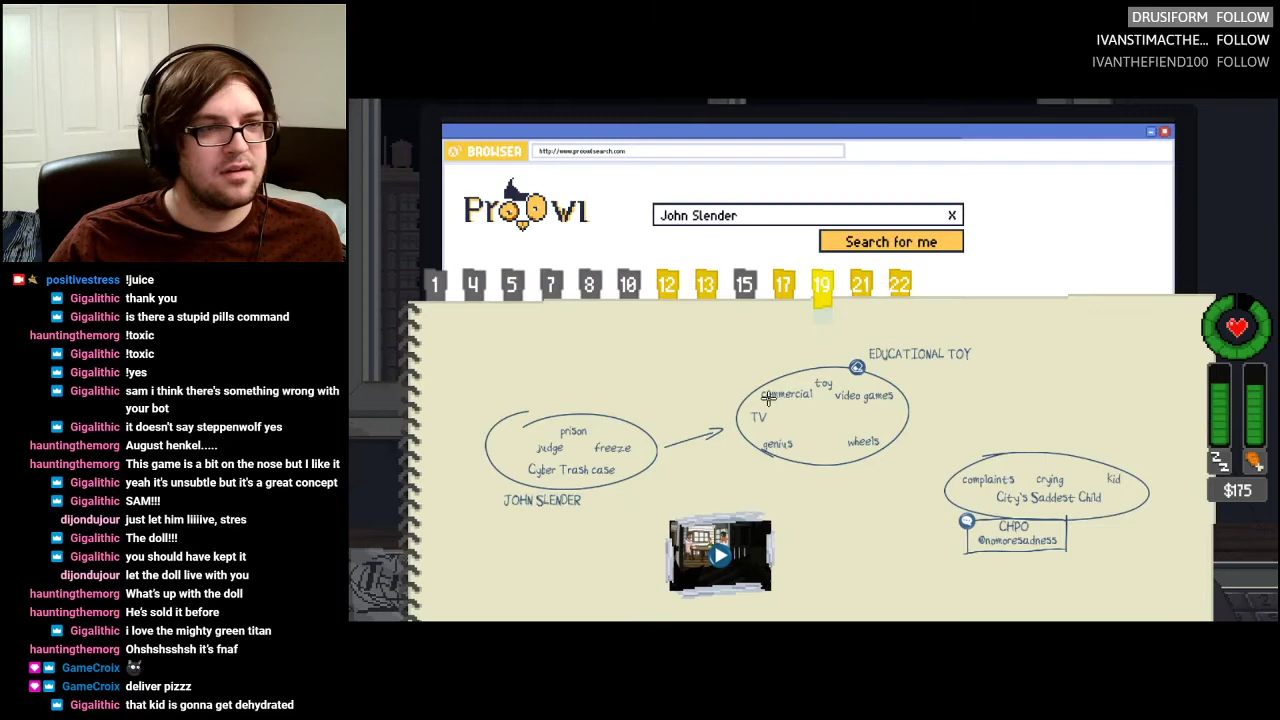 DRUSIFORM FOLLOW
IVANSTIMACTHE... FOLLOW
IVANTHEFIEND100 FOLLOW
BROWSER
http://www.proowlsearch.com
PrOOwl
John Slender X
Search for me
1 4 5 7 8 10 12 13 15 17 19 21 22
EDUCATIONAL TOY
toy
commercial
video games
TV
genius
wheels
prison
judge
freeze
Cyber Trash case
JOHN SLENDER
complaints
crying
kid
City's Saddest Child
CHPO
@nomoresadness
$175
positivestress !juice
Gigalithic thank you
Gigalithic is there a stupid pills command
hauntingthemorg !toxic
Gigalithic !toxic
Gigalithic !yes
Gigalithic sam i think there's something wrong with
your bot
Gigalithic it doesn't say steppenwolf yes
hauntingthemorg August henkel.....
hauntingthemorg This game is a bit on the nose but I like it
Gigalithic yeah it's unsubtle but it's a great concept
hauntingthemorg SAM!!!
dijondujour just let him liiiive, stres
hauntingthemorg The doll!!!
Gigalithic you should have kept it
dijondujour let the doll live with you
hauntingthemorg What's up with the doll
hauntingthemorg He's sold it before
Gigalithic i love the mighty green titan
hauntingthemorg Ohshshsshsh it's fnaf
GameCroix
GameCroix deliver pizzz
Gigalithic that kid is gonna get dehydrated